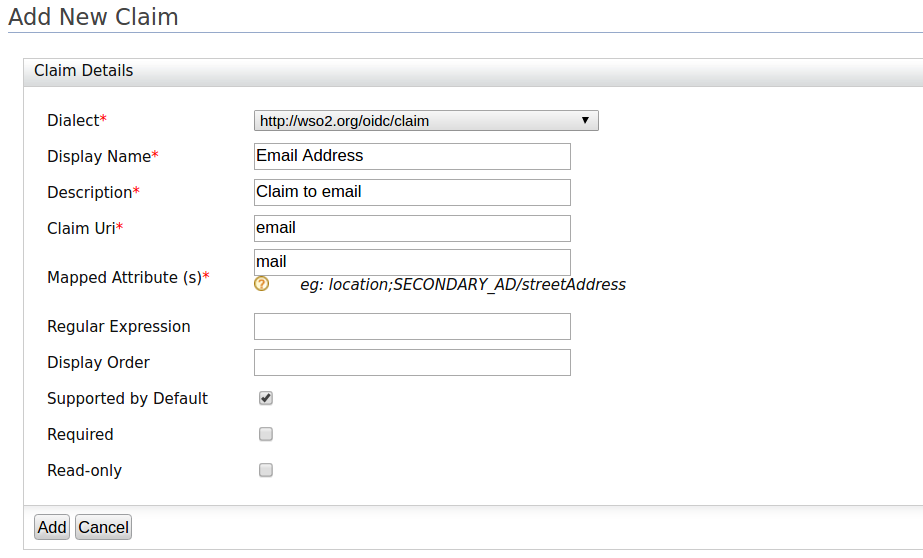 Add New Claim
Claim Details
Dialect* http://wso2.org/oidc/claim
Display Name* Email Address
Description* Claim to email
Claim Uri* email
Mapped Attribute (s)* mail
eg: location;SECONDARY_AD/streetAddress
Regular Expression
Display Order
Supported by Default
Required
Read-only
Add Cancel